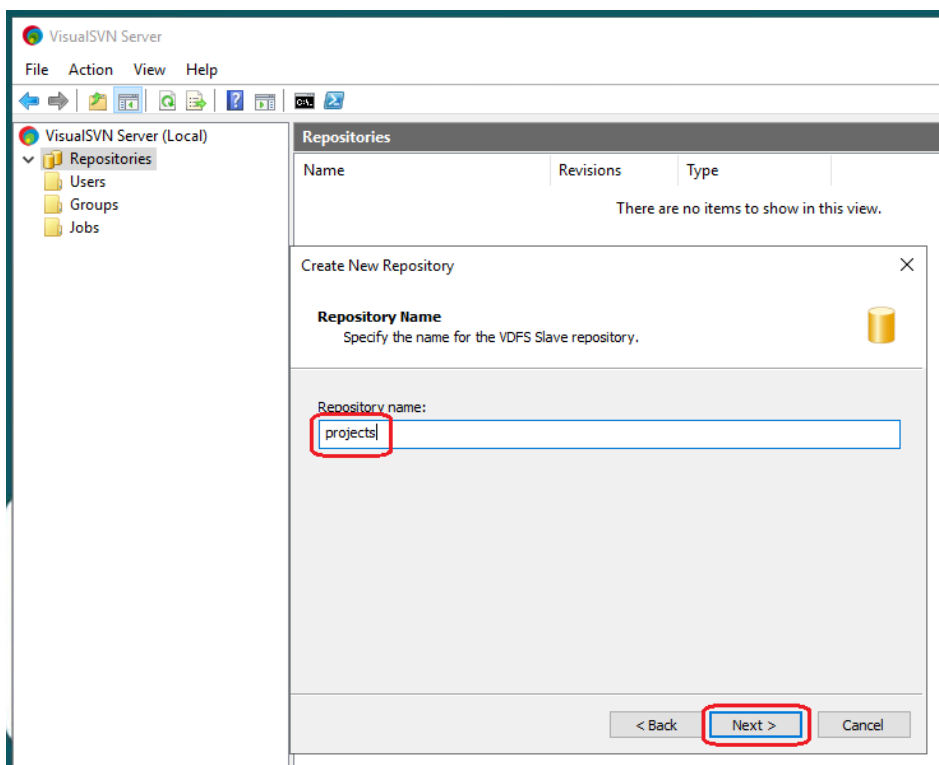 VisualSVN Server
File Action View Help
VisualSVN Server (Local)
Repositories
Users
Groups
Jobs
Repositories
Name Revisions Type
There are no items to show in this view.
Create New Repository
Repository Name
Specify the name for the VDFS Slave repository.
Repository name:
projects
< Back Next > Cancel